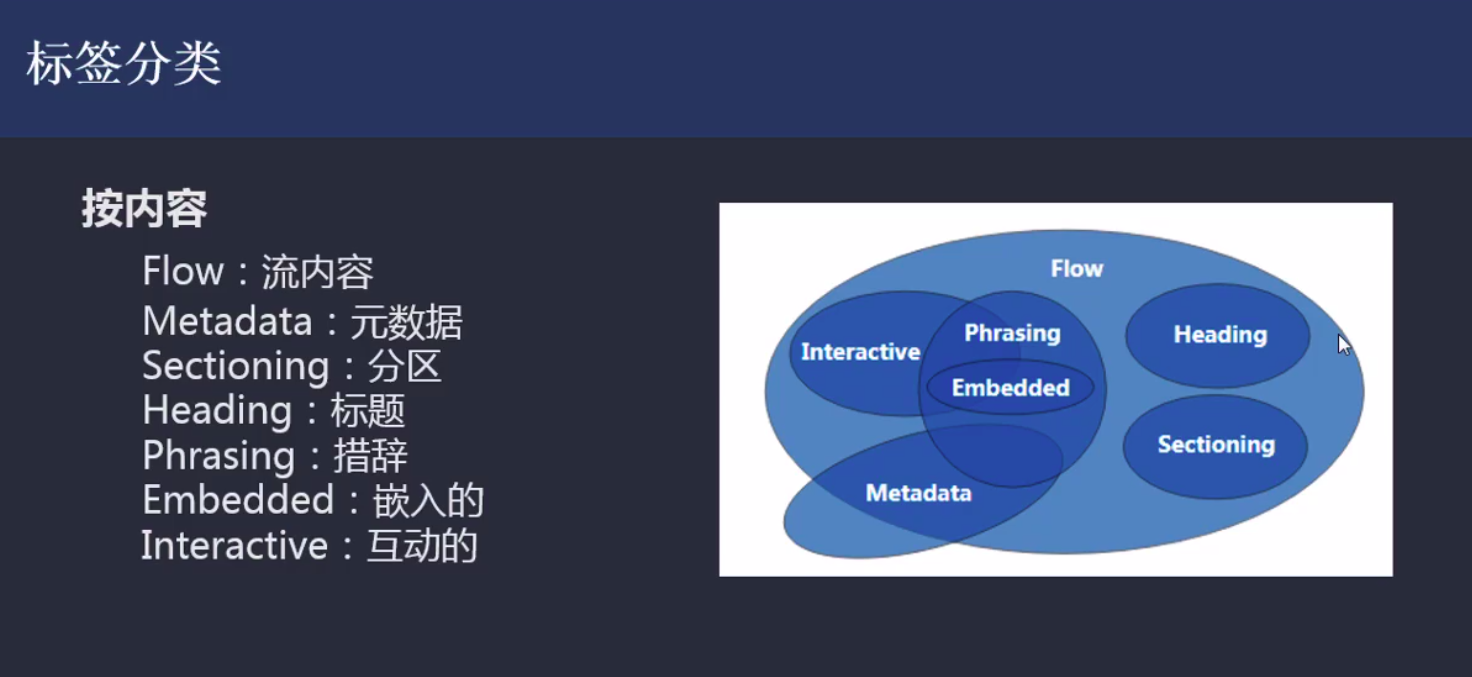 标签分类
按内容
Flow：流内容
Metadata：元数据
Sectioning：分区
Heading：标题
Phrasing：措辞
Embedded：嵌入的
Interactive：互动的
Flow
Phrasing
Heading
Interactive
Embedded
Sectioning
Metadata